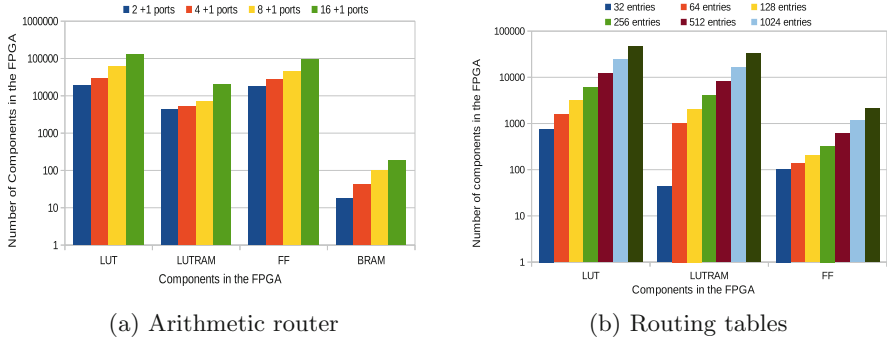 2 +1 ports 4 +1 ports 8 +1 ports 16 +1 ports
Number of Components in the FPGA
1000000
100000
10000
1000
100
10
1
LUT LUTRAM FF BRAM
Components in the FPGA
(a) Arithmetic router
32 entries 64 entries 128 entries
256 entries 512 entries 1024 entries
Number of components in the FPGA
100000
10000
1000
100
10
1
LUT LUTRAM FF
Components in the FPGA
(b) Routing tables